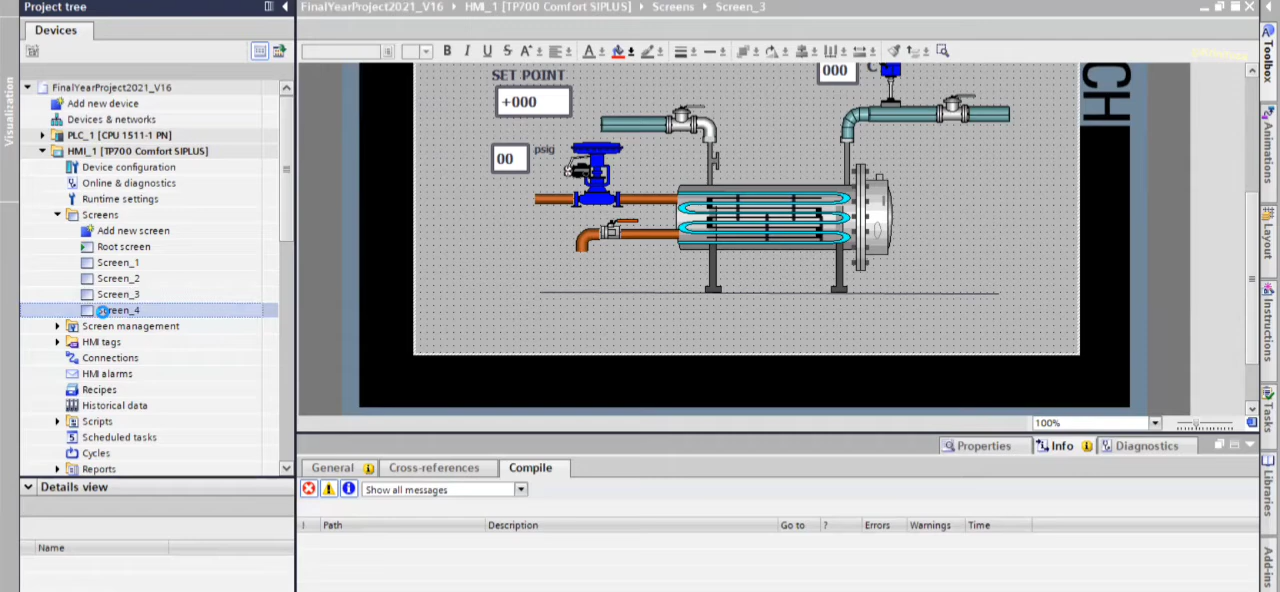 Project tree
FinalYearProject2021_V16 HMI_1 [TP700 Comfort SIPLUS] Screens Screen_3
Devices
Visualization
FinalYearProject2021_V16
Add new device
Devices & networks
PLC_1 [CPU 1511-1 PN]
HMI_1 [TP700 Comfort SIPLUS]
Device configuration
Online & diagnostics
Runtime settings
Screens
Add new screen
Root screen
Screen_1
Screen_2
Screen_3
Screen_4
Screen management
HMI tags
Connections
HMI alarms
Recipes
Historical data
Scripts
Scheduled tasks
Cycles
Reports
Details view
Name
B I U S A
SET POINT
+000
00
psig
000
C
CH
100%
Properties
Info
Diagnostics
General
Cross-references
Compile
Show all messages
!
Path
Description
Go to
?
Errors
Warnings
Time
Toolbox
Animations
Layout
Instructions
Tasks
Libraries
Add-ins